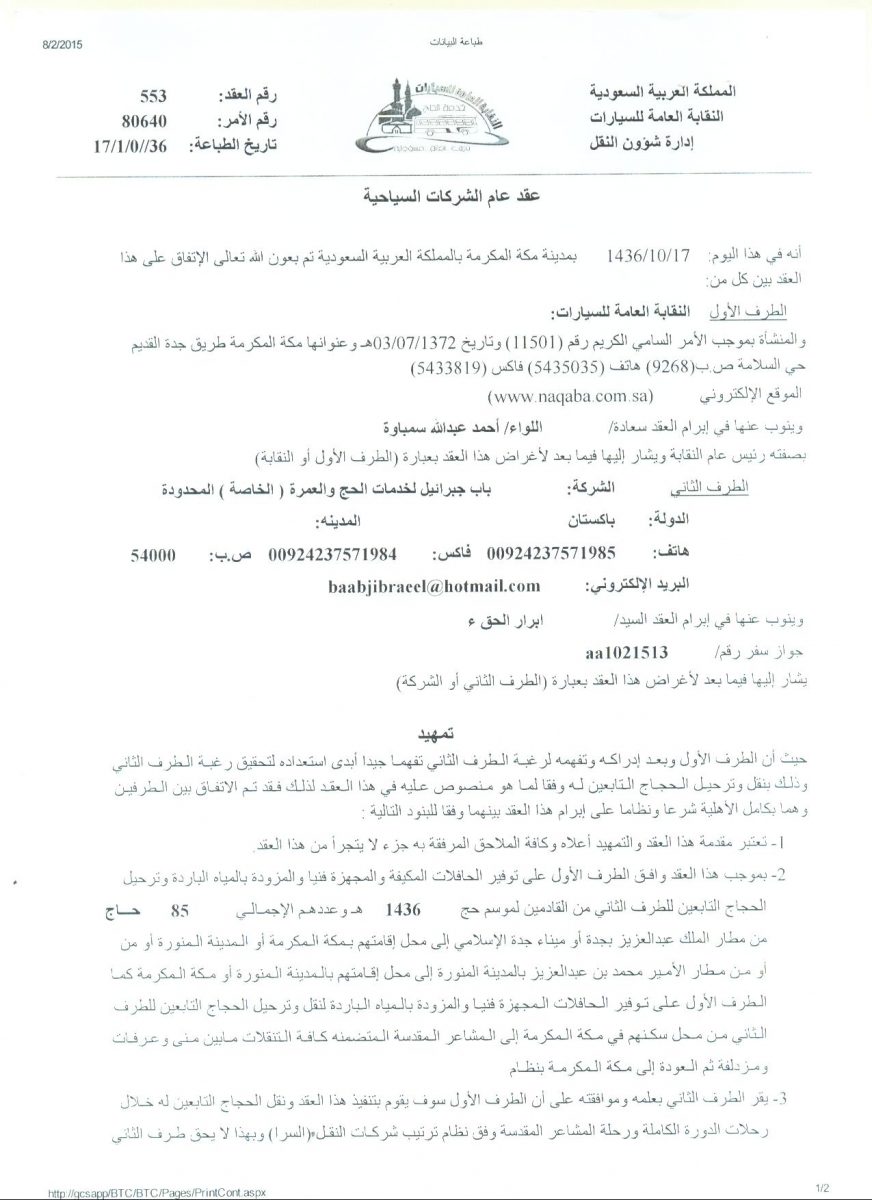 8/2/2015
طباعة البيانات
المملكة العربية السعودية
النقابة العامة للسيارات
إدارة شؤون النقل
النقابة العامة للسيارات
خدمة الحاج
رقم العقد: 553
رقم الأمر: 80640
تاريخ الطباعة: 17/1/0//36
عقد عام الشركات السياحية
أنه في هذا اليوم: 1436/10/17 بمدينة مكة المكرمة بالمملكة العربية السعودية تم بعون الله تعالى الإتفاق على هذا
العقد بين كل من:
الطرف الأول النقابة العامة للسيارات:
والمنشأة بموجب الأمر السامي الكريم رقم (11501) وتاريخ 03/07/1372هـ وعنوانها مكة المكرمة طريق جدة القديم
حي السلامة ص.ب(9268) هاتف (5435035) فاكس (5433819)
الموقع الإلكتروني (www.naqaba.com.sa)
وينوب عنها في إبرام العقد سعادة/ اللواء/ أحمد عبدالله سمباوة
بصفته رئيس عام النقابة ويشار إليها فيما بعد لأغراض هذا العقد بعبارة (الطرف الأول أو النقابة)
الطرف الثاني الشركة: باب جبرائيل لخدمات الحج والعمرة ( الخاصة ) المحدودة
الدولة: باكستان المدينه:
هاتف: 00924237571985 فاكس: 00924237571984 ص.ب: 54000
البريد الإلكتروني: baabjibraeel@hotmail.com
وينوب عنها في إبرام العقد السيد/ ابرار الحق ء
جواز سفر رقم/ aa1021513
يشار إليها فيما بعد لأغراض هذا العقد بعبارة (الطرف الثاني أو الشركة)
تمهيد
حيث أن الطرف الأول وبعد إدراكه وتفهمه لرغبة الطرف الثاني تفهما جيدا أبدى استعداده لتحقيق رغبة الطرف الثاني
وذلك بنقل وترحيل الحجاج التابعين له وفقا لما هو منصوص عليه في هذا العقد لذلك فقد تم الاتفاق بين الطرفين
وهما بكامل الأهلية شرعا ونظاما على إبرام هذا العقد بينهما وفقا للبنود التالية :
1- تعتبر مقدمة هذا العقد والتمهيد أعلاه وكافة الملاحق المرفقة به جزء لا يتجرأ من هذا العقد.
2- بموجب هذا العقد وافق الطرف الأول على توفير الحافلات المكيفة والمجهزة فنيا والمزودة بالمياه الباردة وترحيل
الحجاج التابعين للطرف الثاني من القادمين لموسم حج 1436 هـ وعددهم الإجمالي 85 حـــاج
من مطار الملك عبدالعزيز بجدة أو ميناء جدة الإسلامي إلى محل إقامتهم بمكة المكرمة أو المدينة المنورة أو من
أو من مطار الأمير محمد بن عبدالعزيز بالمدينة المنورة إلى محل إقامتهم بالمدينة المنورة أو مكة المكرمة كما
الطرف الأول على توفير الحافلات المجهزة فنيا والمزودة بالمياه الباردة لنقل وترحيل الحجاج التابعين للطرف
الثاني من محل سكنهم في مكة المكرمة إلى المشاعر المقدسة المتضمنه كافة التنقلات مابين منى وعرفات
ومزدلفة ثم العودة إلى مكة المكرمة بنظام
3- يقر الطرف الثاني بعلمه وموافقته على أن الطرف الأول سوف يقوم بتنفيذ هذا العقد ونقل الحجاج التابعين له خلال
رحلات الدورة الكاملة ورحلة المشاعر المقدسة وفق نظام ترتيب شركات النقل (السرا) وبهذا لا يحق طرف الثاني
http://qcsapp/BTC/BTC/Pages/PrintCont.aspx
1/2